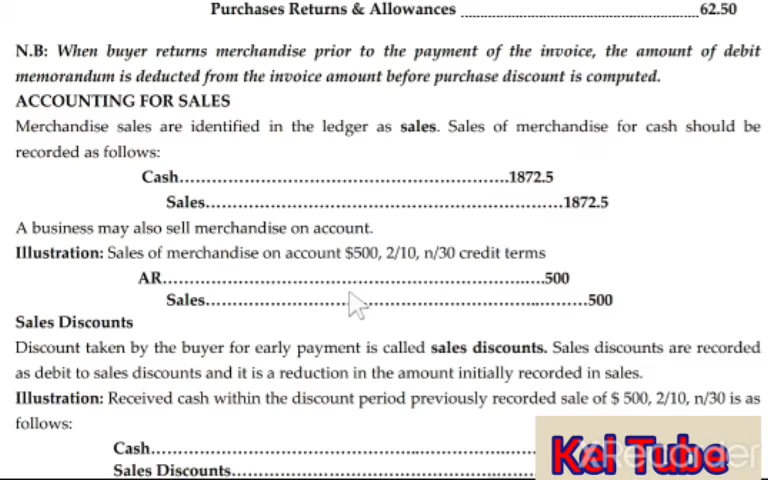 Purchases Returns & Allowances ........................................................62.50
N.B: When buyer returns merchandise prior to the payment of the invoice, the amount of debit
memorandum is deducted from the invoice amount before purchase discount is computed.
ACCOUNTING FOR SALES
Merchandise sales are identified in the ledger as sales. Sales of merchandise for cash should be
recorded as follows:
Cash……………………………………………………………….1872.5
Sales………………………………………………………………1872.5
A business may also sell merchandise on account.
Illustration: Sales of merchandise on account $500, 2/10, n/30 credit terms
AR…………………………………………………………………….…..500
Sales……………………………………………………………...………500
Sales Discounts
Discount taken by the buyer for early payment is called sales discounts. Sales discounts are recorded
as debit to sales discounts and it is a reduction in the amount initially recorded in sales.
Illustration: Received cash within the discount period previously recorded sale of $ 500, 2/10, n/30 is as
follows:
Cash………………………………………………...……………
Sales Discounts……………………………………………...……
Kei Tube